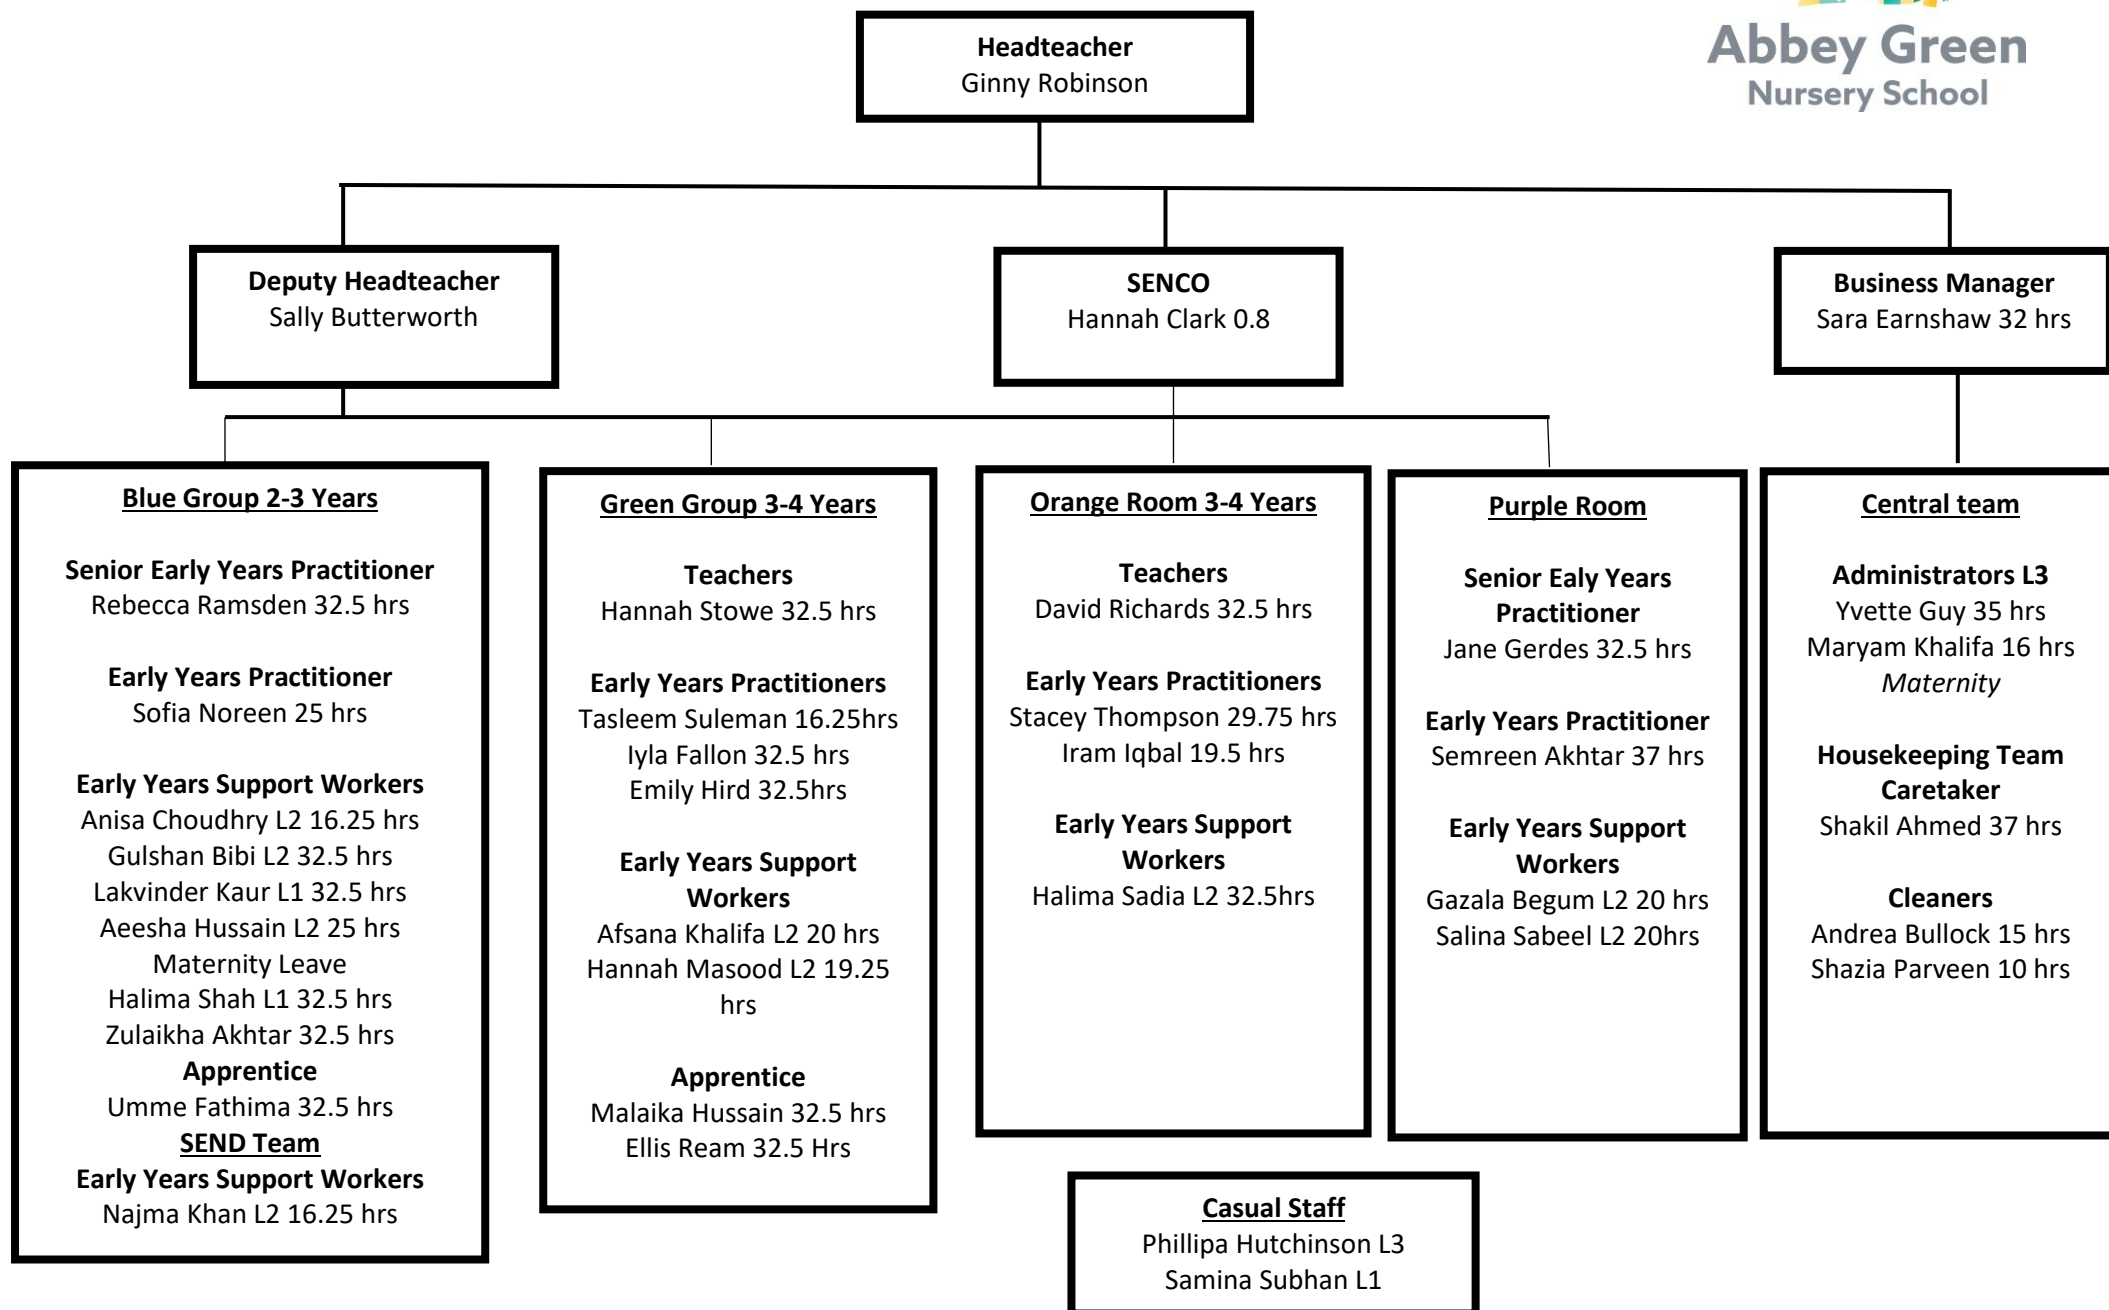 Abbey Green
Nursery School
Headteacher
Ginny Robinson
Deputy Headteacher
Sally Butterworth
SENCO
Hannah Clark 0.8
Business Manager
Sara Earnshaw 32 hrs
Blue Group 2-3 Years
Senior Early Years Practitioner
Rebecca Ramsden 32.5 hrs
Early Years Practitioner
Sofia Noreen 25 hrs
Early Years Support Workers
Anisa Choudhry L2 16.25 hrs
Gulshan Bibi L2 32.5 hrs
Lakvinder Kaur L1 32.5 hrs
Aeesha Hussain L2 25 hrs
Maternity Leave
Halima Shah L1 32.5 hrs
Zulaikha Akhtar 32.5 hrs
Apprentice
Umme Fathima 32.5 hrs
SEND Team
Early Years Support Workers
Najma Khan L2 16.25 hrs
Green Group 3-4 Years
Teachers
Hannah Stowe 32.5 hrs
Early Years Practitioners
Tasleem Suleman 16.25hrs
Iyla Fallon 32.5 hrs
Emily Hird 32.5hrs
Early Years Support
Workers
Afsana Khalifa L2 20 hrs
Hannah Masood L2 19.25
hrs
Apprentice
Malaika Hussain 32.5 hrs
Ellis Ream 32.5 Hrs
Orange Room 3-4 Years
Teachers
David Richards 32.5 hrs
Early Years Practitioners
Stacey Thompson 29.75 hrs
Iram Iqbal 19.5 hrs
Early Years Support
Workers
Halima Sadia L2 32.5hrs
Purple Room
Senior Ealy Years
Practitioner
Jane Gerdes 32.5 hrs
Early Years Practitioner
Semreen Akhtar 37 hrs
Early Years Support
Workers
Gazala Begum L2 20 hrs
Salina Sabeel L2 20hrs
Central team
Administrators L3
Yvette Guy 35 hrs
Maryam Khalifa 16 hrs
Maternity
Housekeeping Team
Caretaker
Shakil Ahmed 37 hrs
Cleaners
Andrea Bullock 15 hrs
Shazia Parveen 10 hrs
Casual Staff
Phillipa Hutchinson L3
Samina Subhan L1